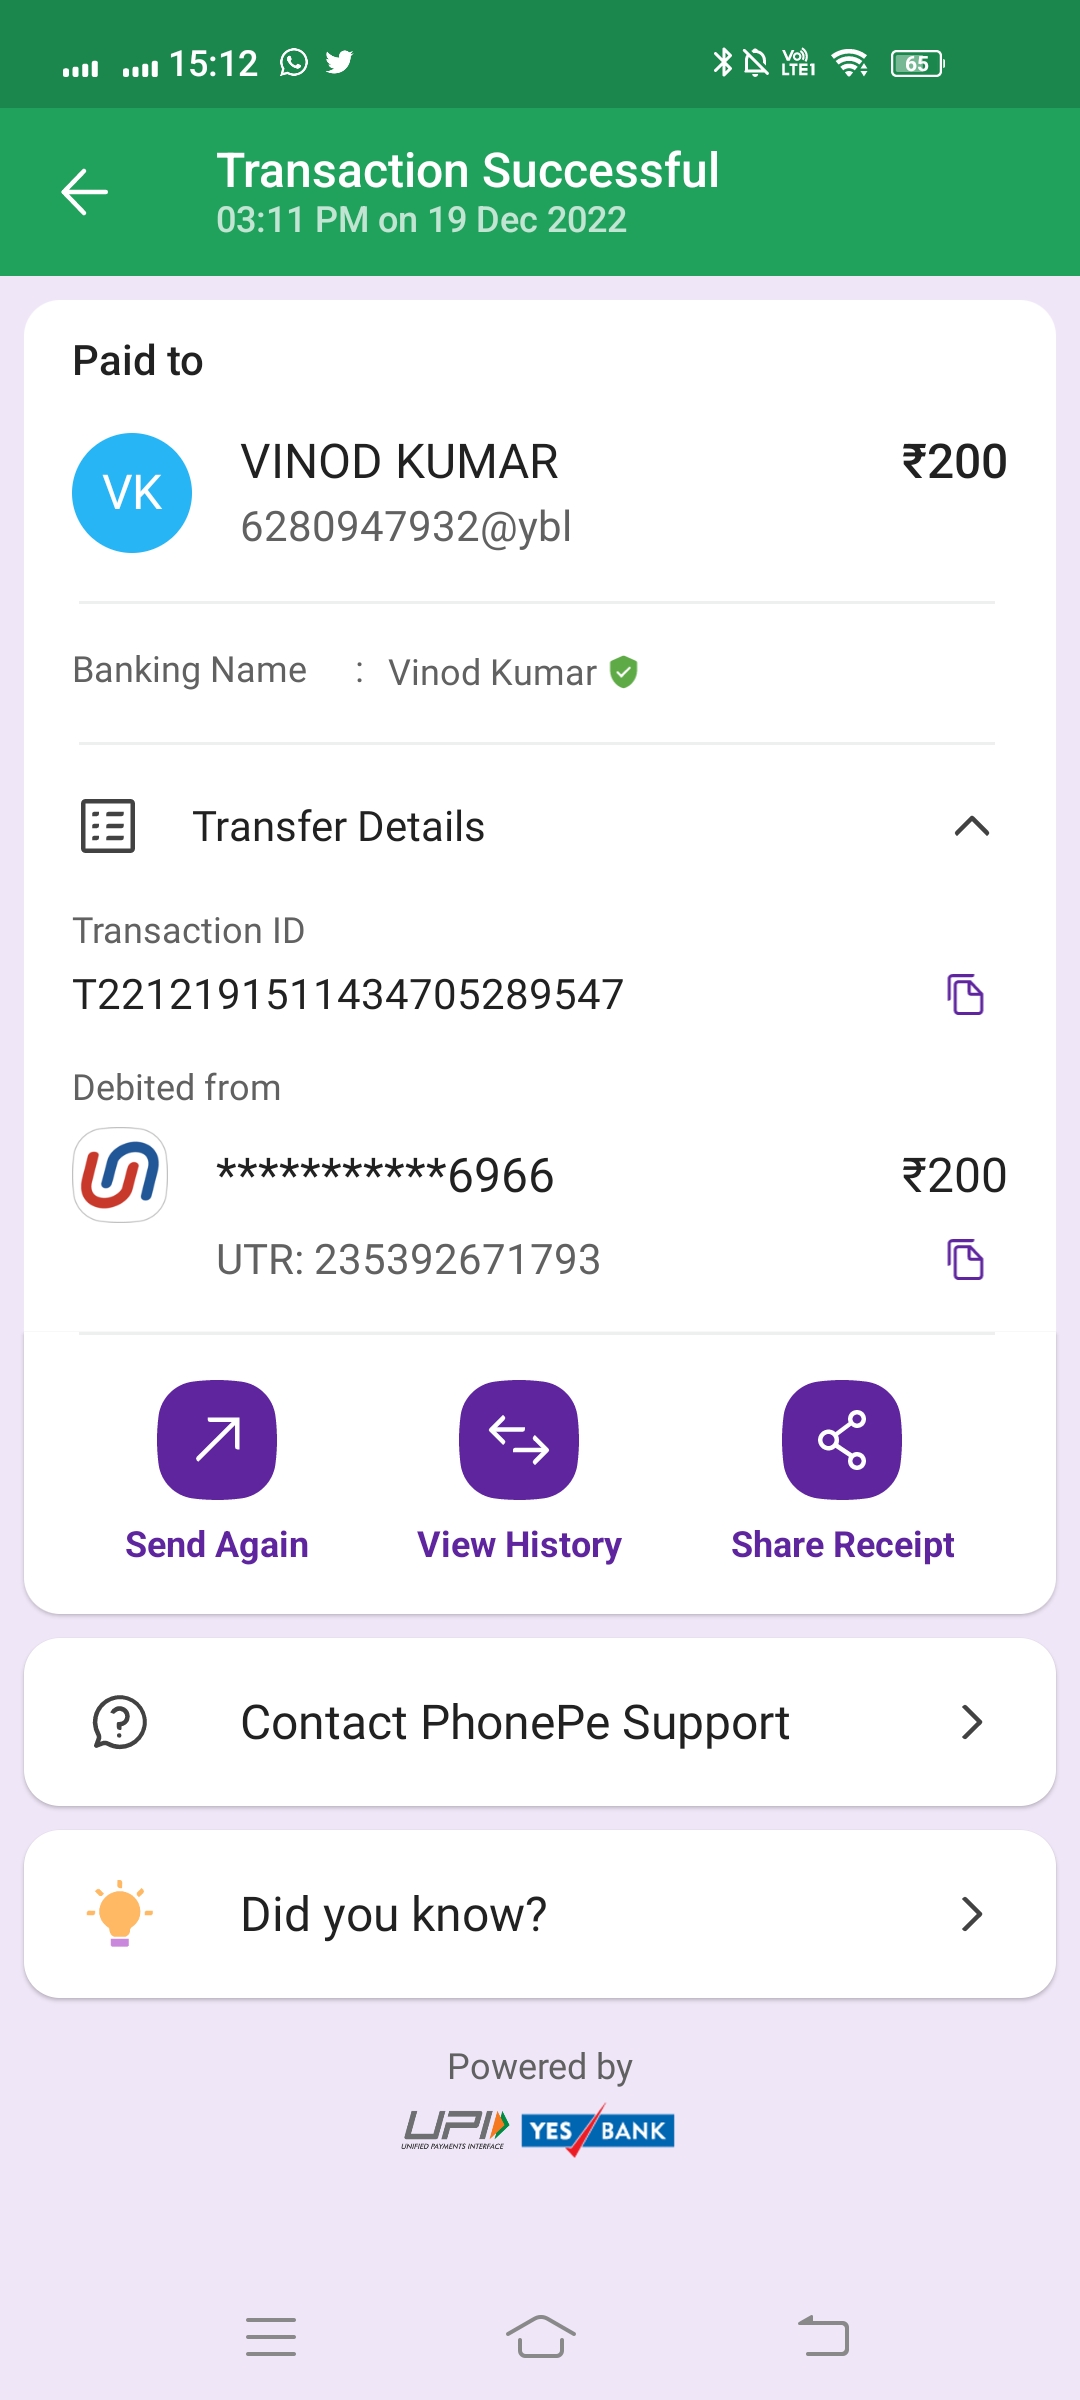 15:12 Vo)) LTE1 65
Transaction Successful
03:11 PM on 19 Dec 2022
Paid to
VK VINOD KUMAR ₹200
6280947932@ybl
Banking Name : Vinod Kumar
Transfer Details
Transaction ID
T2212191511434705289547
Debited from
***********6966 ₹200
UTR: 235392671793
Send Again View History Share Receipt
Contact PhonePe Support
Did you know?
Powered by
UPI YES BANK
UNIFIED PAYMENTS INTERFACE